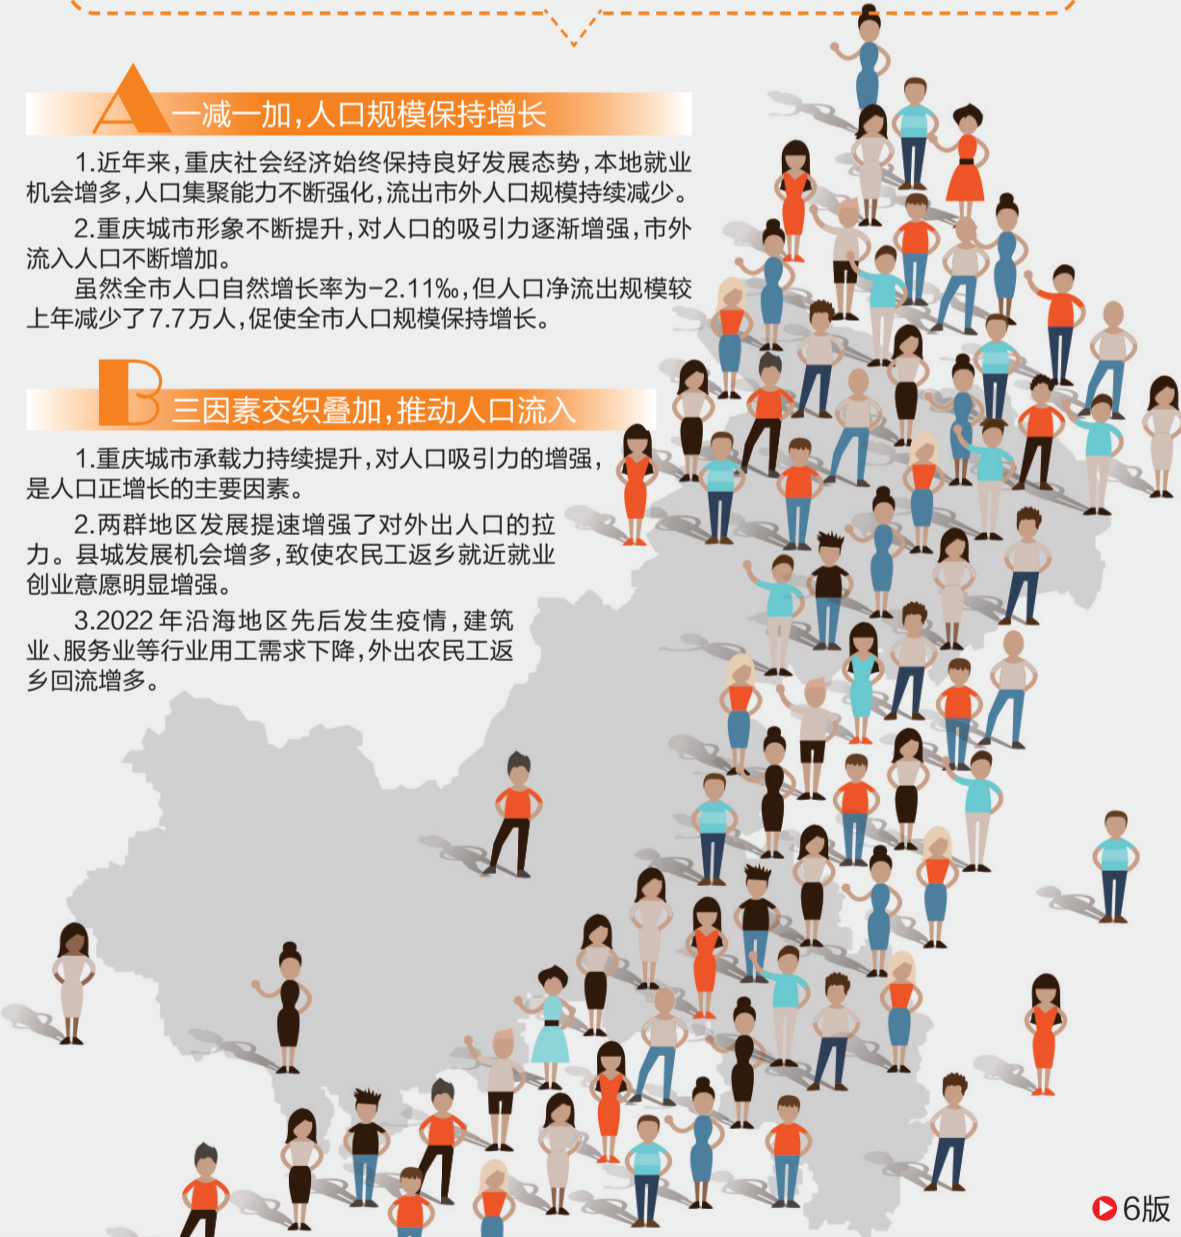 A 一减一加,人口规模保持增长
1.近年来,重庆社会经济始终保持良好发展态势,本地就业
机会增多,人口集聚能力不断强化,流出市外人口规模持续减少。
2.重庆城市形象不断提升,对人口的吸引力逐渐增强,市外
流入人口不断增加。
虽然全市人口自然增长率为-2.11‰,但人口净流出规模较
上年减少了7.7万人,促使全市人口规模保持增长。
B 三因素交织叠加,推动人口流入
1.重庆城市承载力持续提升,对人口吸引力的增强,
是人口正增长的主要因素。
2.两群地区发展提速增强了对外出人口的拉
力。县城发展机会增多,致使农民工返乡就近就业
创业意愿明显增强。
3.2022年沿海地区先后发生疫情,建筑
业、服务业等行业用工需求下降,外出农民工返
乡回流增多。
6版